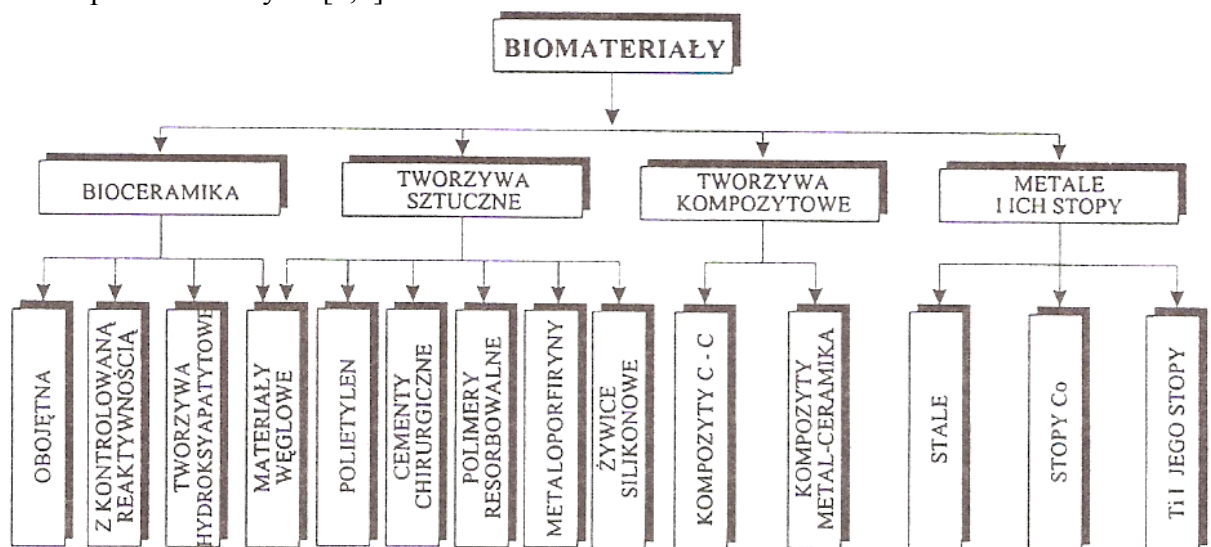 BIOMATERIAŁY
BIOCERAMIKA
TWORZYWA
SZTUCZNE
TWORZYWA
KOMPOZYTOWE
METALE
I ICH STOPY
OBOJĘTNA
Z KONTROLOWANĄ
REAKTYWNOŚCIĄ
TWORZYWA
HYDROKSYAPATYTOWE
MATERIAŁY
WĘGLOWE
POLIETYLEN
CEMENTY
CHIRURGICZNE
POLIMERY
RESORBOWALNE
METALOPORFIRYNY
ŻYWICE
SILIKONOWE
KOMPOZYTY C - C
KOMPOZYTY
METAL-CERAMIKA
STALE
STOPY Co
Ti I JEGO STOPY